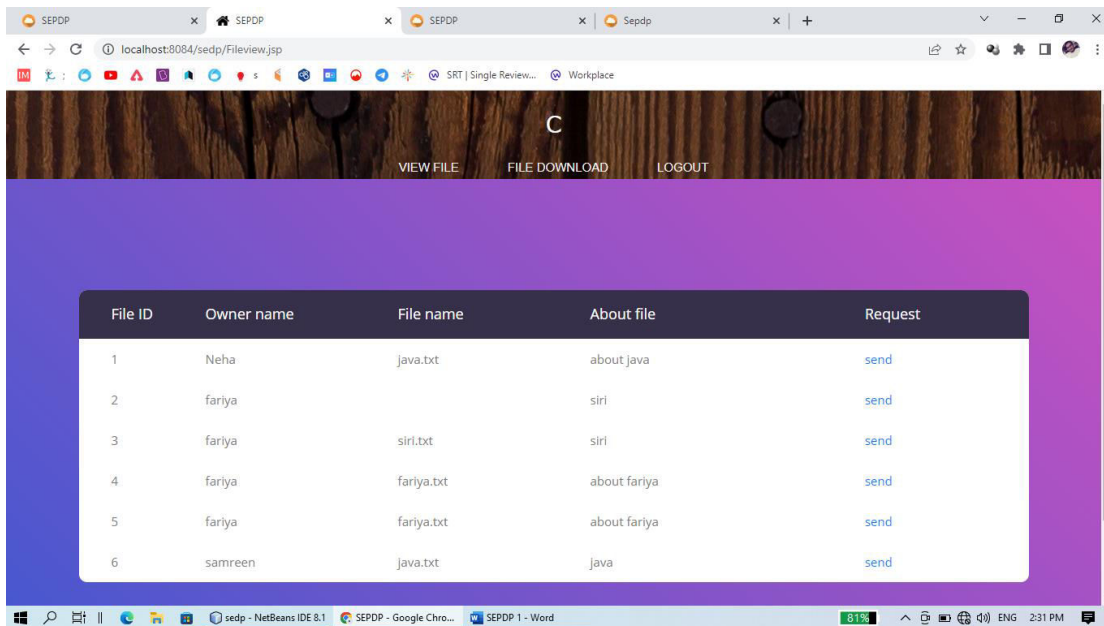 SEPDP
SEPDP
SEPDP
Sepdp
localhost:8084/sedp/Fileview.jsp
SRT | Single Review...
Workplace
C
VIEW FILE FILE DOWNLOAD LOGOUT
File ID Owner name File name About file Request
1 Neha java.txt about java send
2 fariya siri send
3 fariya siri.txt siri send
4 fariya fariya.txt about fariya send
5 fariya fariya.txt about fariya send
6 samreen java.txt java send
sedp - NetBeans IDE 8.1 SEPDP - Google Chro... SEPDP 1 - Word 81% ENG 2:31 PM